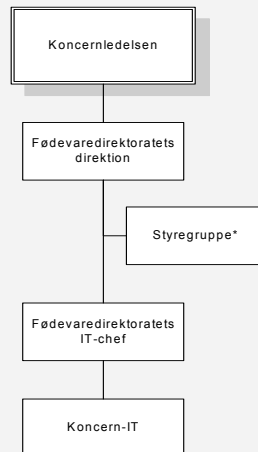 Koncernledelsen
Fødevaredirektoratets
direktion
Styregruppe*
Fødevaredirektoratets
IT-chef
Koncern-IT